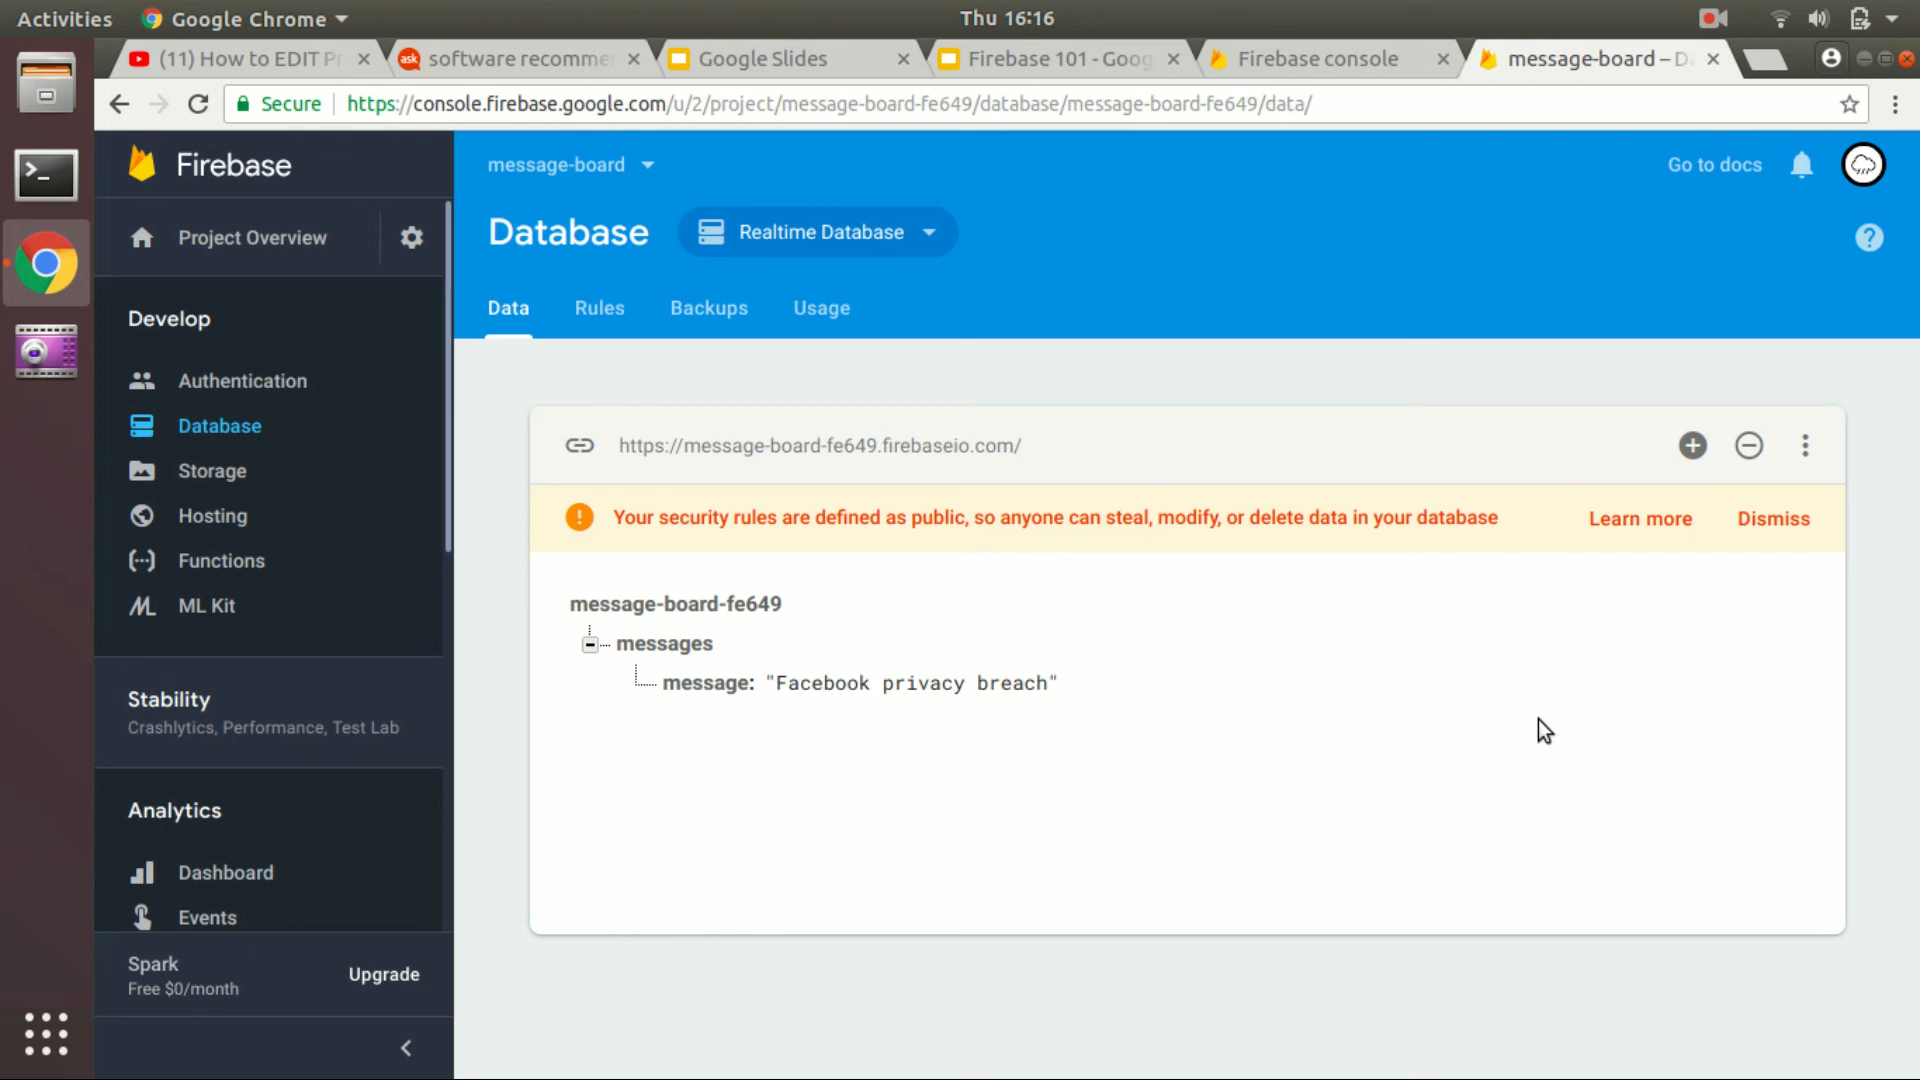 Activities
Google Chrome
Thu 16:16
(11) How to EDIT Pr
ask
software recomme
Google Slides
Firebase 101 - Goog
Firebase console
message-board – Da
Secure
https://console.firebase.google.com/u/2/project/message-board-fe649/database/message-board-fe649/data/
Firebase
Project Overview
Develop
Authentication
Database
Storage
Hosting
Functions
ML Kit
Stability
Crashlytics, Performance, Test Lab
Analytics
Dashboard
Events
Spark
Free $0/month
Upgrade
message-board
Go to docs
Database
Realtime Database
Data
Rules
Backups
Usage
https://message-board-fe649.firebaseio.com/
Your security rules are defined as public, so anyone can steal, modify, or delete data in your database
Learn more
Dismiss
message-board-fe649
messages
message: "Facebook privacy breach"